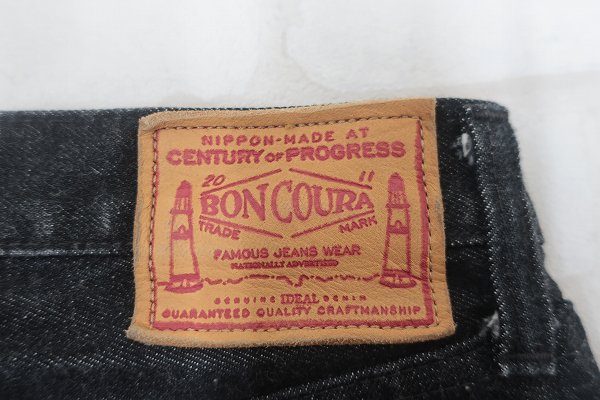 NIPPON-MADE AT
CENTURY OF PROGRESS
20 11
BONCOURA
TRADE MARK
FAMOUS JEANS WEAR
NATIONALLY ADVERTISED
GENUINE IDEAL DENIM
GUARANTEED QUALITY CRAFTMANSHIP